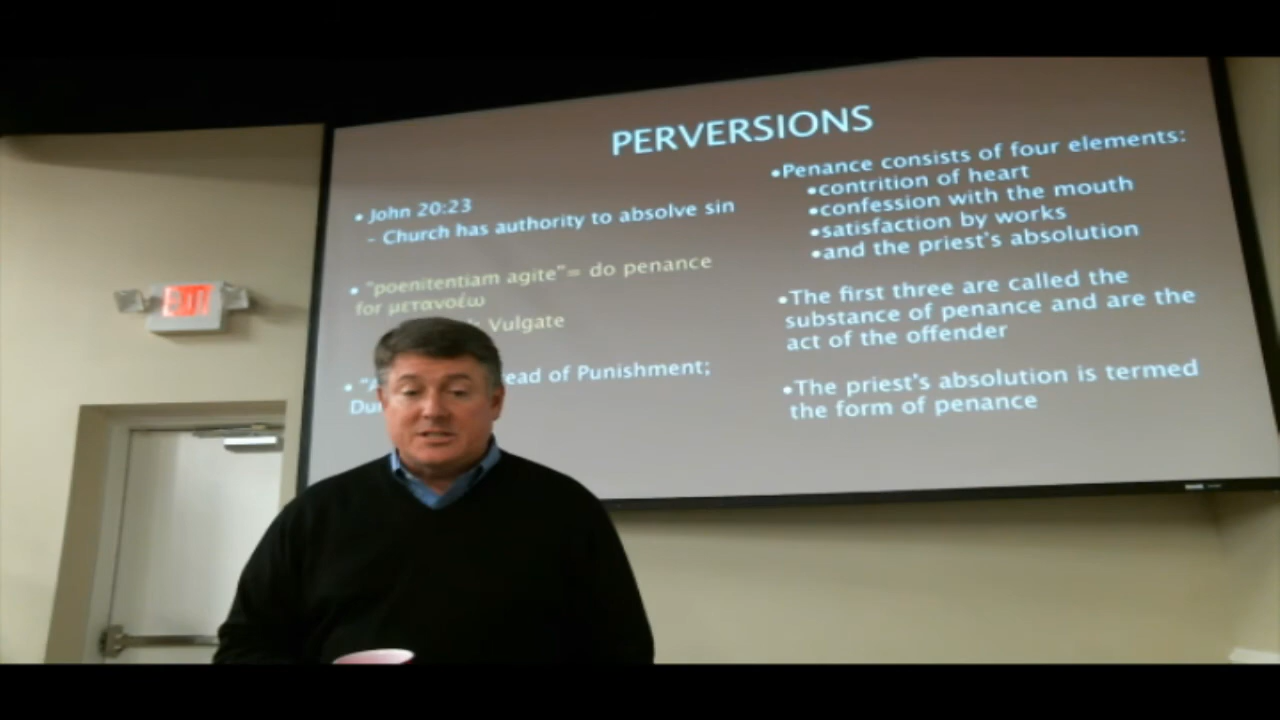 PERVERSIONS
• John 20:23
- Church has authority to absolve sin
• "poenitentiam agite"= do penance
for μετανοέω
Vulgate
• of Punishment;
•Penance consists of four elements:
•contrition of heart
•confession with the mouth
•satisfaction by works
•and the priest's absolution
•The first three are called the
substance of penance and are the
act of the offender
•The priest's absolution is termed
the form of penance
EXIT